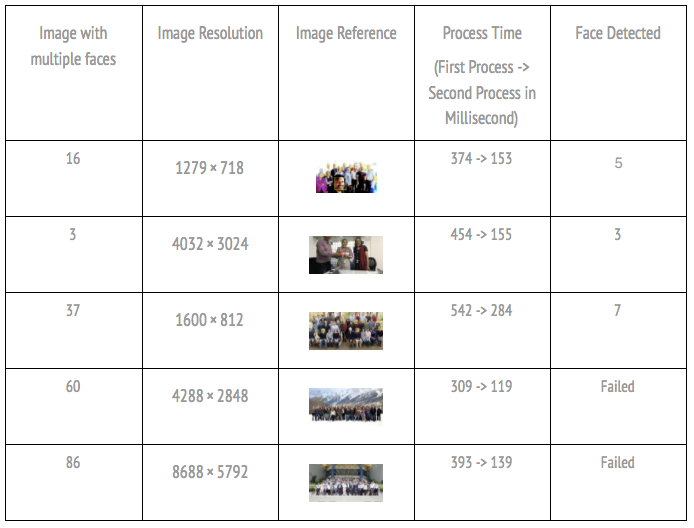 Image with
multiple faces
Image Resolution
Image Reference
Process Time
(First Process ->
Second Process in
Millisecond)
Face Detected
16
1279 × 718
374 -> 153
5
3
4032 × 3024
454 -> 155
3
37
1600 × 812
542 -> 284
7
60
4288 × 2848
309 -> 119
Failed
86
8688 × 5792
393 -> 139
Failed